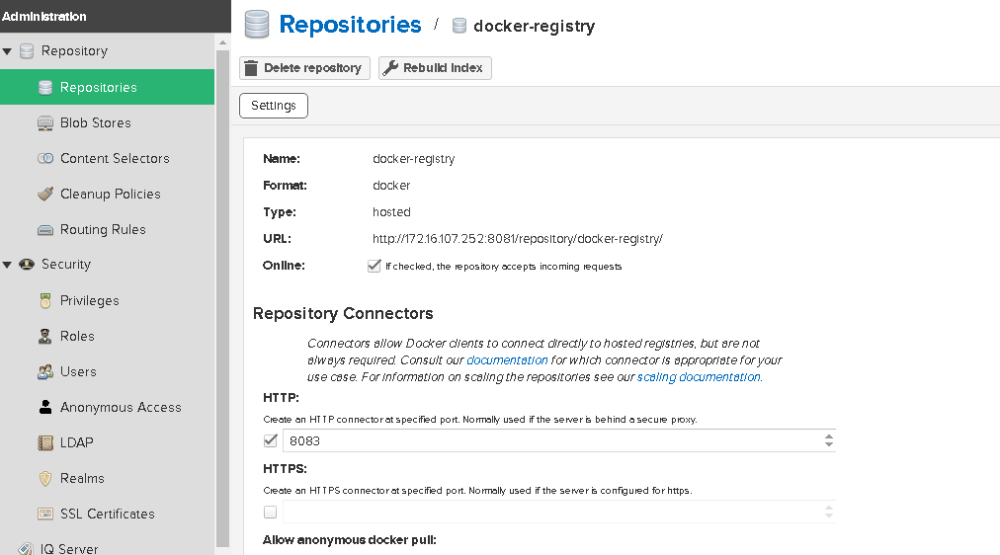 Administration
Repository
Repositories
Blob Stores
Content Selectors
Cleanup Policies
Routing Rules
Security
Privileges
Roles
Users
Anonymous Access
LDAP
Realms
SSL Certificates
IQ Server
Repositories / docker-registry
Delete repository Rebuild index
Settings
Name: docker-registry
Format: docker
Type: hosted
URL: http://172.16.107.252:8081/repository/docker-registry/
Online: If checked, the repository accepts incoming requests
Repository Connectors
Connectors allow Docker clients to connect directly to hosted registries, but are not
always required. Consult our documentation for which connector is appropriate for your
use case. For information on scaling the repositories see our scaling documentation.
HTTP:
Create an HTTP connector at specified port. Normally used if the server is behind a secure proxy.
8083
HTTPS:
Create an HTTPS connector at specified port. Normally used if the server is configured for https.
Allow anonymous docker pull: